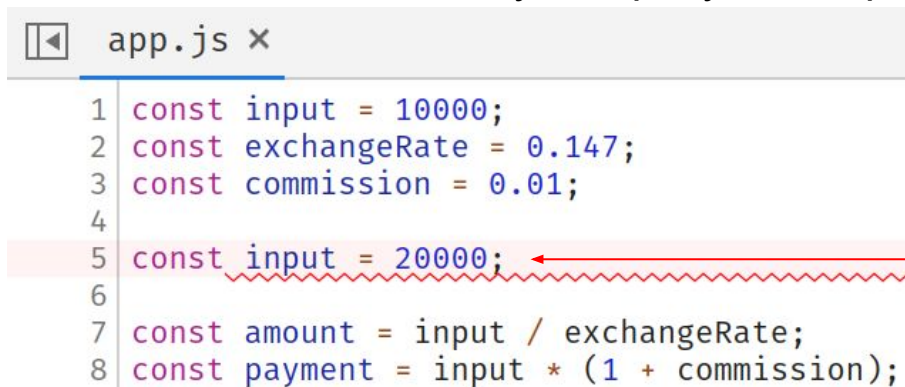 app.js ×
1 const input = 10000;
2 const exchangeRate = 0.147;
3 const commission = 0.01;
4
5 const input = 20000;
6
7 const amount = input / exchangeRate;
8 const payment = input * (1 + commission);